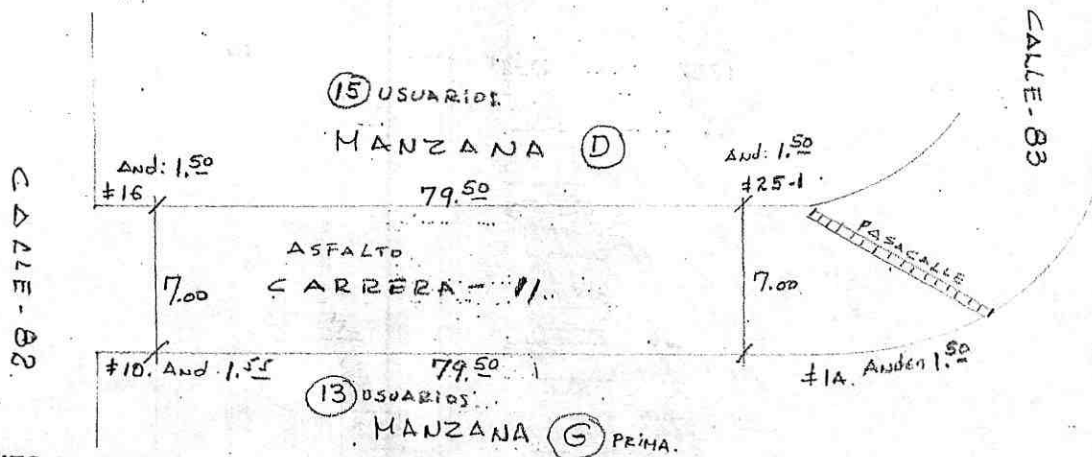 CALLE-83
15 USUARIOS
MANZANA D
And: 1.50
#16
79.50
And: 1.50
#25-1
CALLE-82
ASFALTO
CARRERA-11.
7.00
7.00
PASACALLE
#10. And 1.55
79.50
#1A. Anden 1.50
13 USUARIOS
MANZANA G PRIMA.